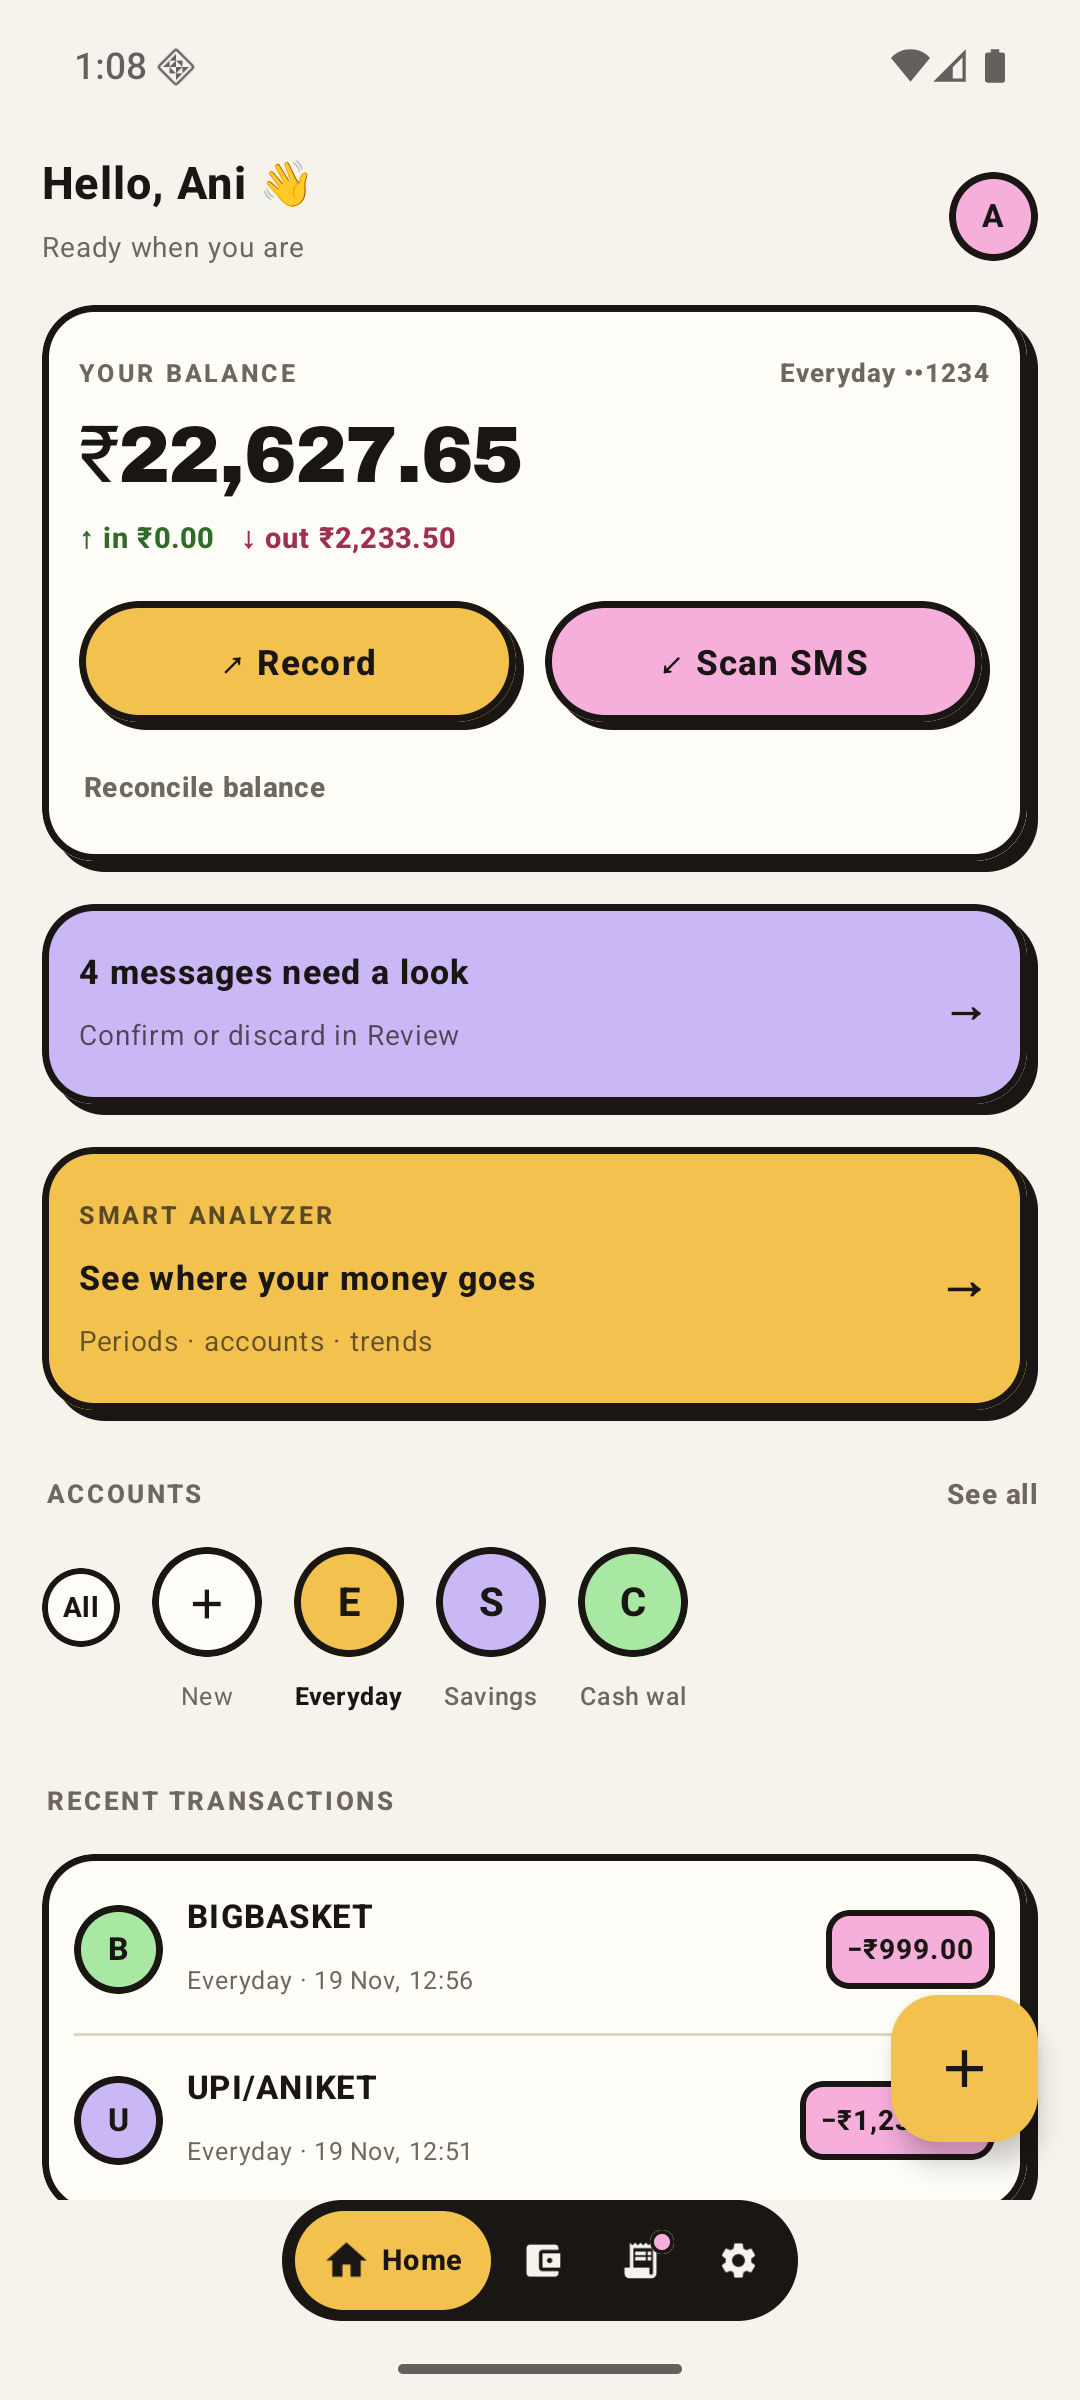 1:08
Hello, Ani 👋
A
Ready when you are
YOUR BALANCE
Everyday ••1234
₹22,627.65
↑ in ₹0.00 ↓ out ₹2,233.50
↗ Record
↙ Scan SMS
Reconcile balance
4 messages need a look
Confirm or discard in Review
→
SMART ANALYZER
See where your money goes
Periods · accounts · trends
→
ACCOUNTS
See all
All
+
E
S
C
New
Everyday
Savings
Cash wal
RECENT TRANSACTIONS
B
BIGBASKET
Everyday · 19 Nov, 12:56
−₹999.00
U
UPI/ANIKET
Everyday · 19 Nov, 12:51
+
Home